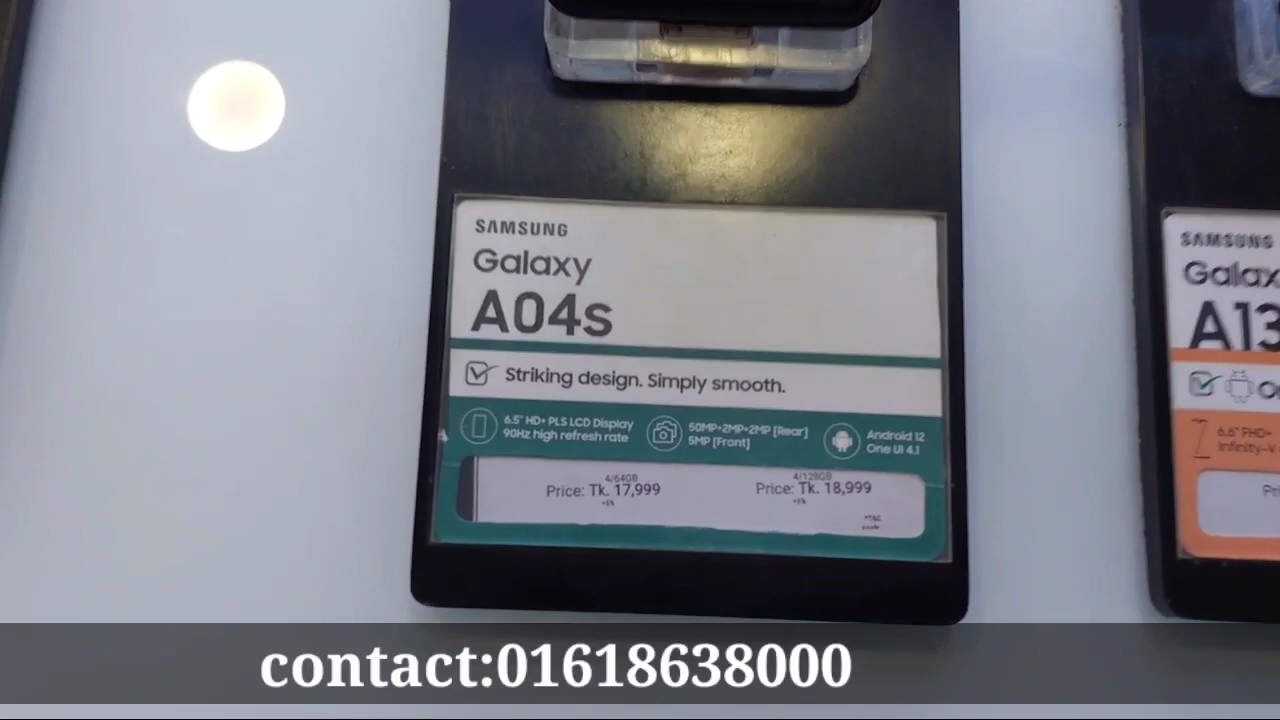 SAMSUNG
Galaxy
A04s
Striking design. Simply smooth.
6.5" HD+ PLS LCD Display
90Hz high refresh rate
50MP+2MP+2MP [Rear]
5MP [Front]
Android 12
One UI 4.1
4/64GB
Price: Tk. 17,999
4/128GB
Price: Tk. 18,999
SAMSUNG
Galax
A13
6.6" FHD+
Infinity-V
contact:01618638000